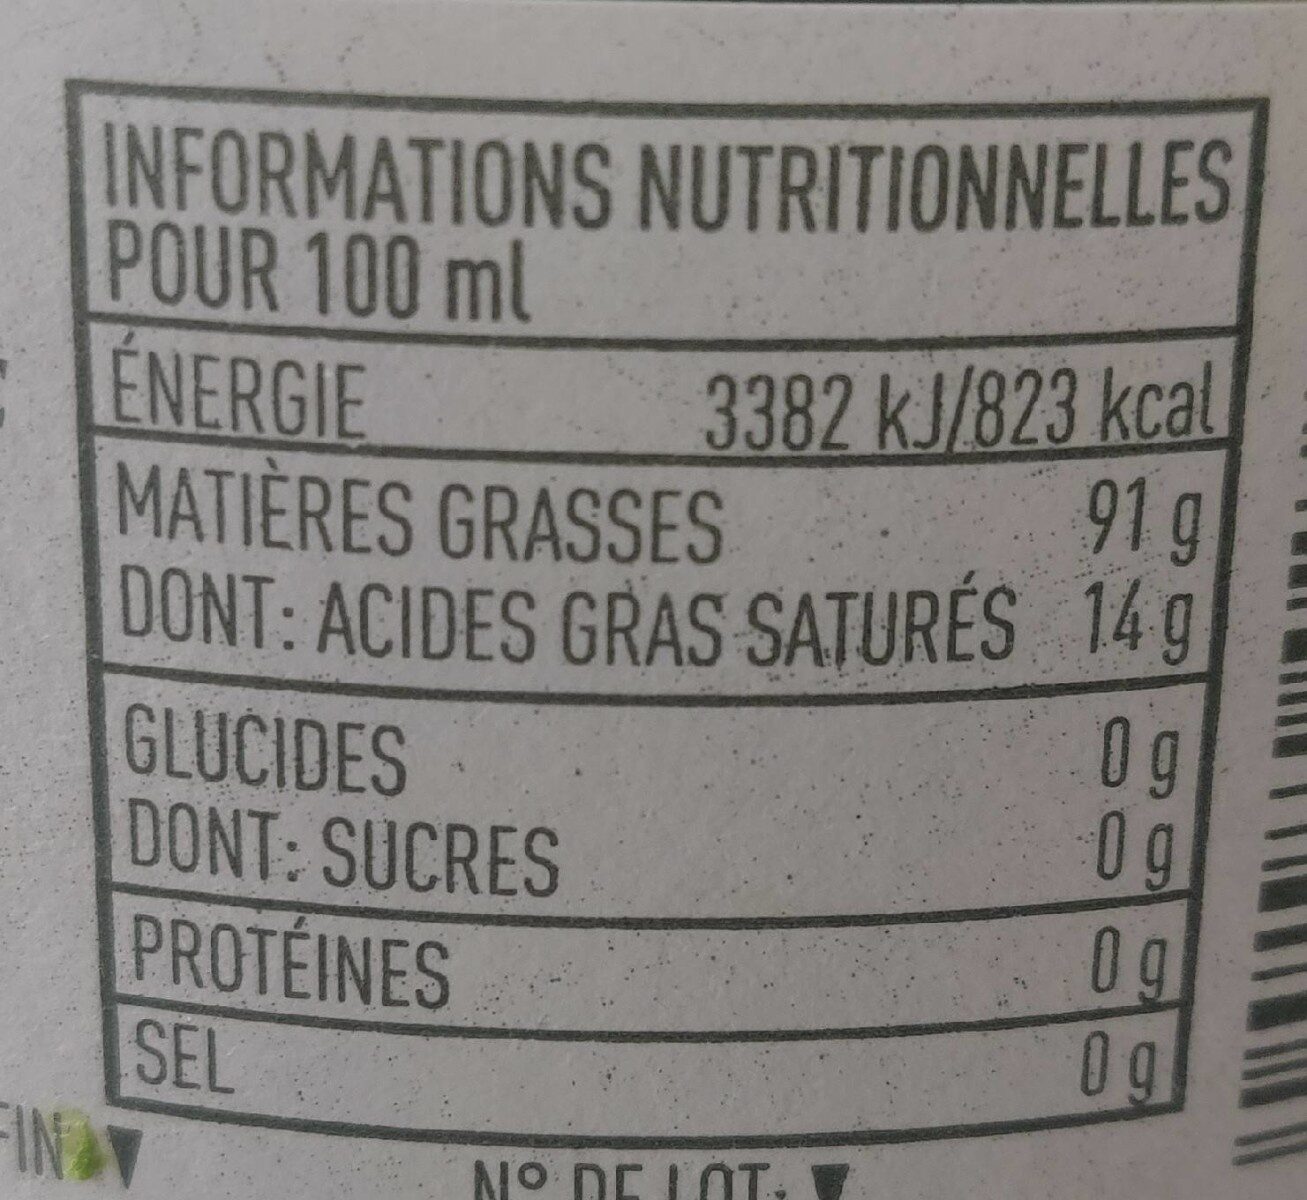 INFORMATIONS NUTRITIONNELLES
POUR 100 ml
ÉNERGIE 3382 kJ/823 kcal
MATIÈRES GRASSES 91 g
DONT: ACIDES GRAS SATURÉS 14 g
GLUCIDES 0 g
DONT: SUCRES 0 g
PROTÉINES 0 g
SEL 0 g
FIN ▼
N° DE LOT: ▼